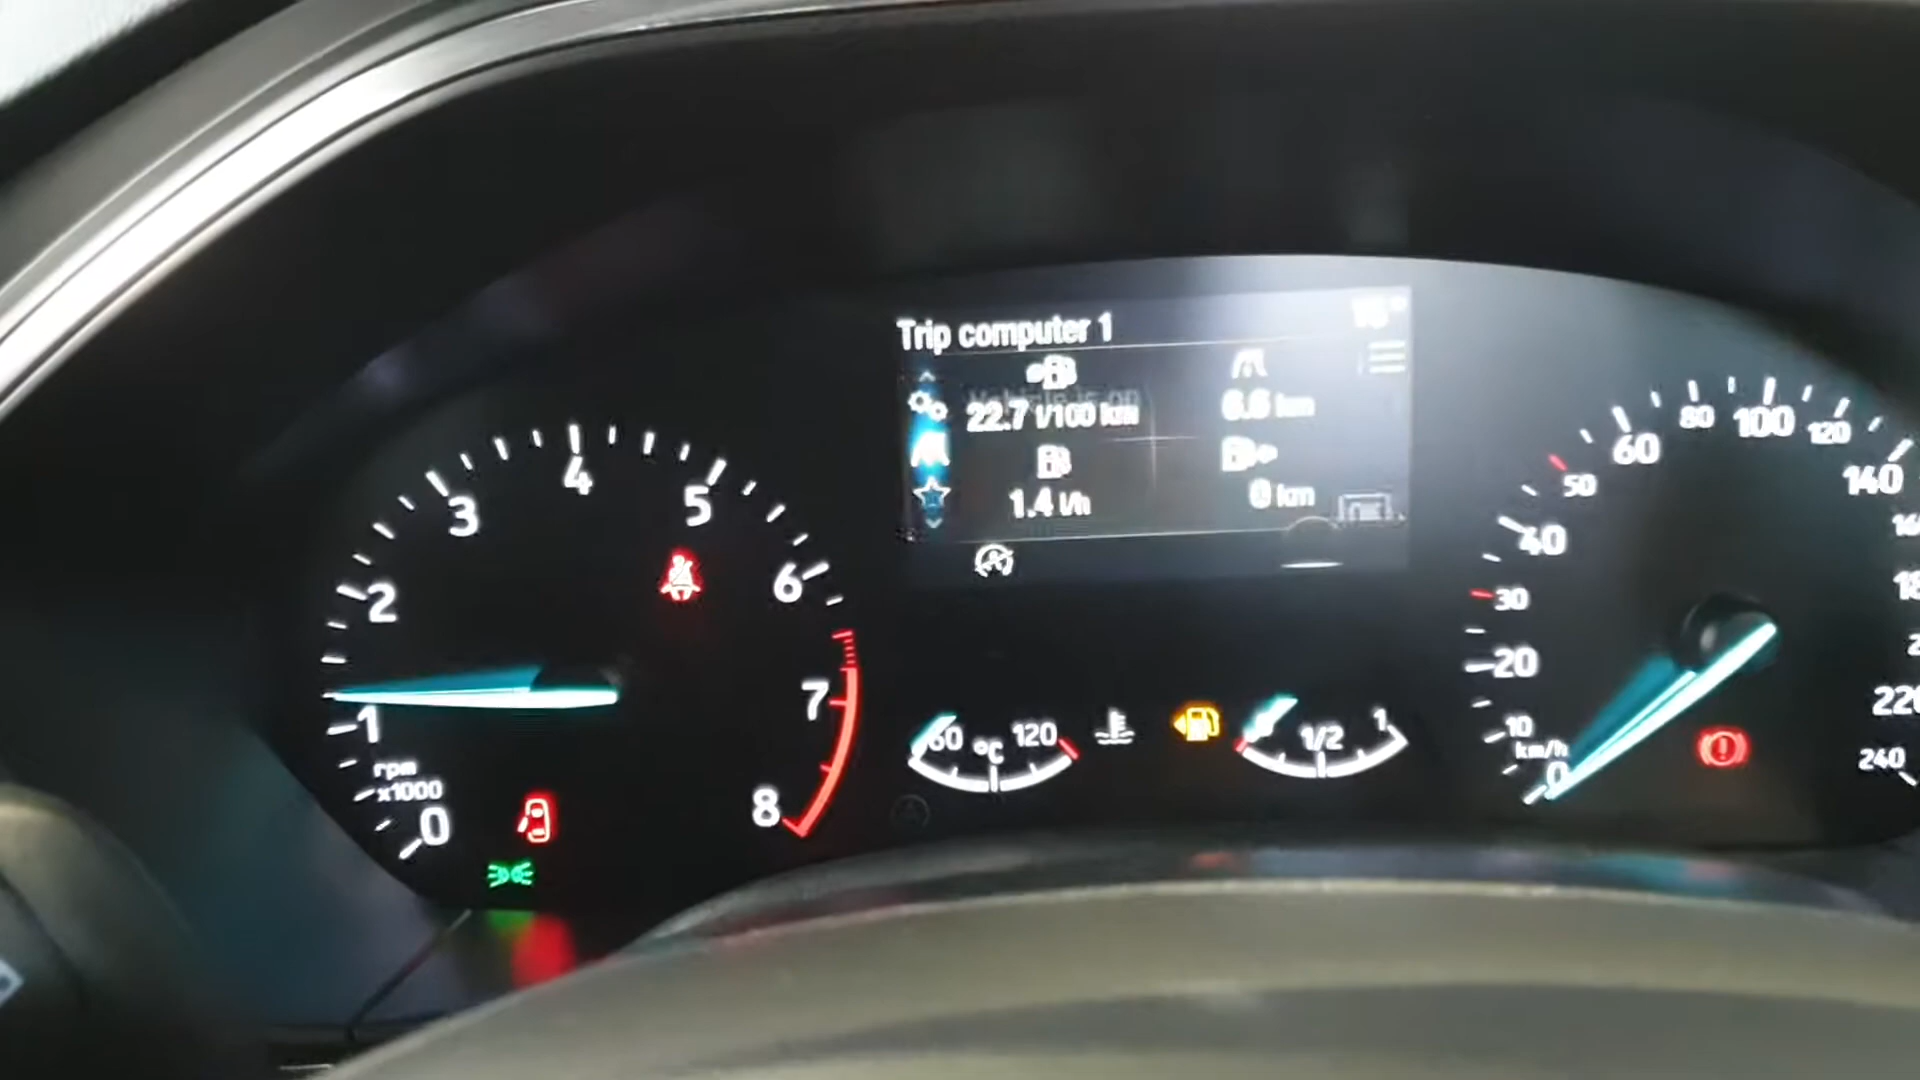 Trip computer 1
22.7 l/100 km
6.6 km
1.4 l/h
0 km
0
1
2
3
4
5
6
7
8
rpm
x1000
60
°C
120
1/2
1
0
10
20
30
40
50
60
80
100
120
140
220
240
km/h